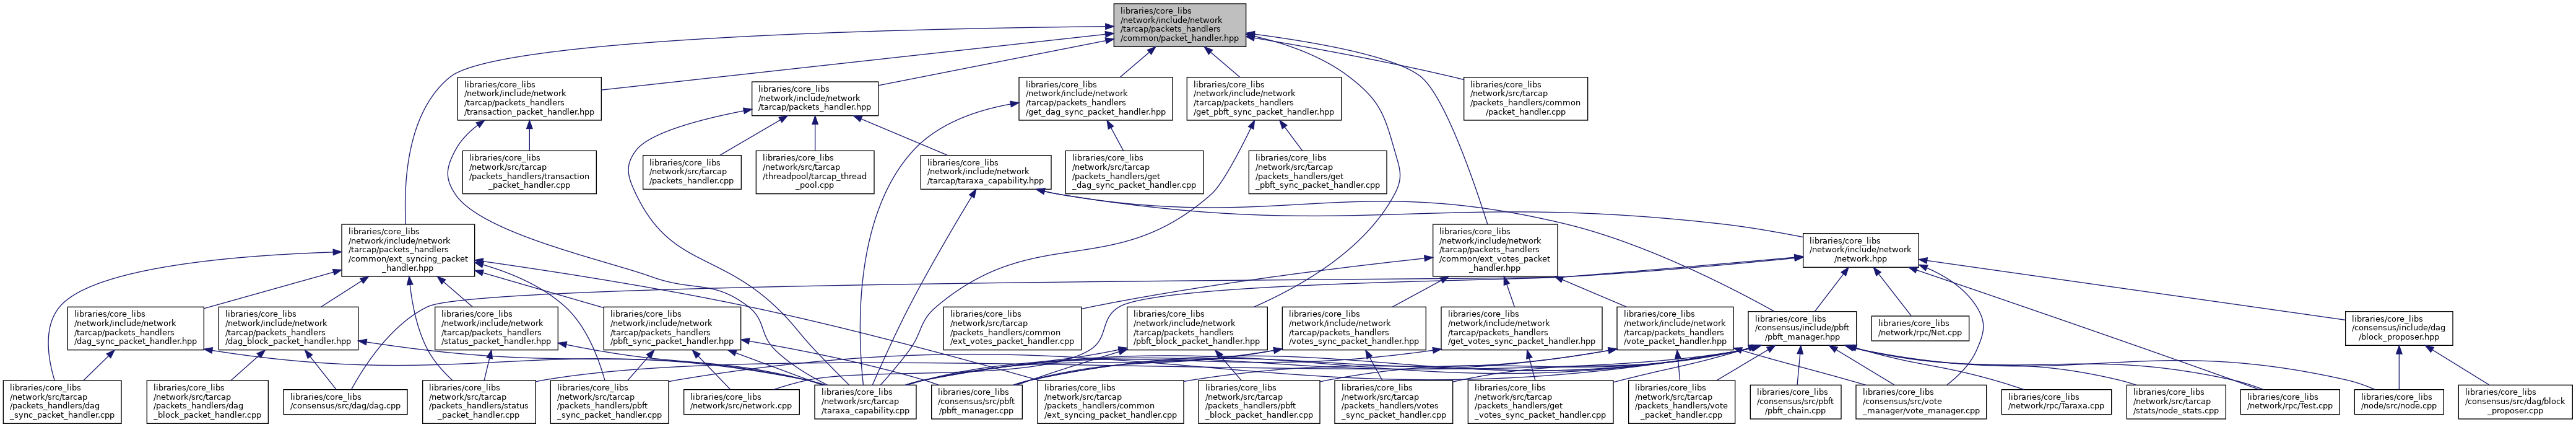 libraries/core_libs
/network/include/network
/tarcap/packets_handlers
/common/packet_handler.hpp
libraries/core_libs
/network/include/network
/tarcap/packets_handlers
/transaction_packet_handler.hpp
libraries/core_libs
/network/include/network
/tarcap/packets_handler.hpp
libraries/core_libs
/network/include/network
/tarcap/packets_handlers
/get_dag_sync_packet_handler.hpp
libraries/core_libs
/network/include/network
/tarcap/packets_handlers
/get_pbft_sync_packet_handler.hpp
libraries/core_libs
/network/src/tarcap
/packets_handlers/common
/packet_handler.cpp
libraries/core_libs
/network/src/tarcap
/packets_handlers/transaction
_packet_handler.cpp
libraries/core_libs
/network/src/tarcap
/packets_handler.cpp
libraries/core_libs
/network/src/tarcap
/threadpool/tarcap_thread
_pool.cpp
libraries/core_libs
/network/include/network
/tarcap/taraxa_capability.hpp
libraries/core_libs
/network/src/tarcap
/packets_handlers/get
_dag_sync_packet_handler.cpp
libraries/core_libs
/network/src/tarcap
/packets_handlers/get
_pbft_sync_packet_handler.cpp
libraries/core_libs
/network/include/network
/tarcap/packets_handlers
/common/ext_syncing_packet
_handler.hpp
libraries/core_libs
/network/include/network
/tarcap/packets_handlers
/common/ext_votes_packet
_handler.hpp
libraries/core_libs
/network/include/network
/network.hpp
libraries/core_libs
/network/include/network
/tarcap/packets_handlers
/dag_sync_packet_handler.hpp
libraries/core_libs
/network/include/network
/tarcap/packets_handlers
/dag_block_packet_handler.hpp
libraries/core_libs
/network/include/network
/tarcap/packets_handlers
/status_packet_handler.hpp
libraries/core_libs
/network/include/network
/tarcap/packets_handlers
/pbft_sync_packet_handler.hpp
libraries/core_libs
/network/src/tarcap
/packets_handlers/common
/ext_votes_packet_handler.cpp
libraries/core_libs
/network/include/network
/tarcap/packets_handlers
/pbft_block_packet_handler.hpp
libraries/core_libs
/network/include/network
/tarcap/packets_handlers
/votes_sync_packet_handler.hpp
libraries/core_libs
/network/include/network
/tarcap/packets_handlers
/get_votes_sync_packet_handler.hpp
libraries/core_libs
/network/include/network
/tarcap/packets_handlers
/vote_packet_handler.hpp
libraries/core_libs
/consensus/include/pbft
/pbft_manager.hpp
libraries/core_libs
/network/rpc/Net.cpp
libraries/core_libs
/consensus/include/dag
/block_proposer.hpp
libraries/core_libs
/network/src/tarcap
/packets_handlers/dag
_sync_packet_handler.cpp
libraries/core_libs
/network/src/tarcap
/packets_handlers/dag
_block_packet_handler.cpp
libraries/core_libs
/consensus/src/dag/dag.cpp
libraries/core_libs
/network/src/tarcap
/packets_handlers/status
_packet_handler.cpp
libraries/core_libs
/network/src/tarcap
/packets_handlers/pbft
_sync_packet_handler.cpp
libraries/core_libs
/network/src/network.cpp
libraries/core_libs
/network/src/tarcap
/taraxa_capability.cpp
libraries/core_libs
/consensus/src/pbft
/pbft_manager.cpp
libraries/core_libs
/network/src/tarcap
/packets_handlers/common
/ext_syncing_packet_handler.cpp
libraries/core_libs
/network/src/tarcap
/packets_handlers/pbft
_block_packet_handler.cpp
libraries/core_libs
/network/src/tarcap
/packets_handlers/votes
_sync_packet_handler.cpp
libraries/core_libs
/network/src/tarcap
/packets_handlers/get
_votes_sync_packet_handler.cpp
libraries/core_libs
/network/src/tarcap
/packets_handlers/vote
_packet_handler.cpp
libraries/core_libs
/consensus/src/pbft
/pbft_chain.cpp
libraries/core_libs
/consensus/src/vote
_manager/vote_manager.cpp
libraries/core_libs
/network/rpc/Taraxa.cpp
libraries/core_libs
/network/src/tarcap
/stats/node_stats.cpp
libraries/core_libs
/network/rpc/Test.cpp
libraries/core_libs
/node/src/node.cpp
libraries/core_libs
/consensus/src/dag/block
_proposer.cpp